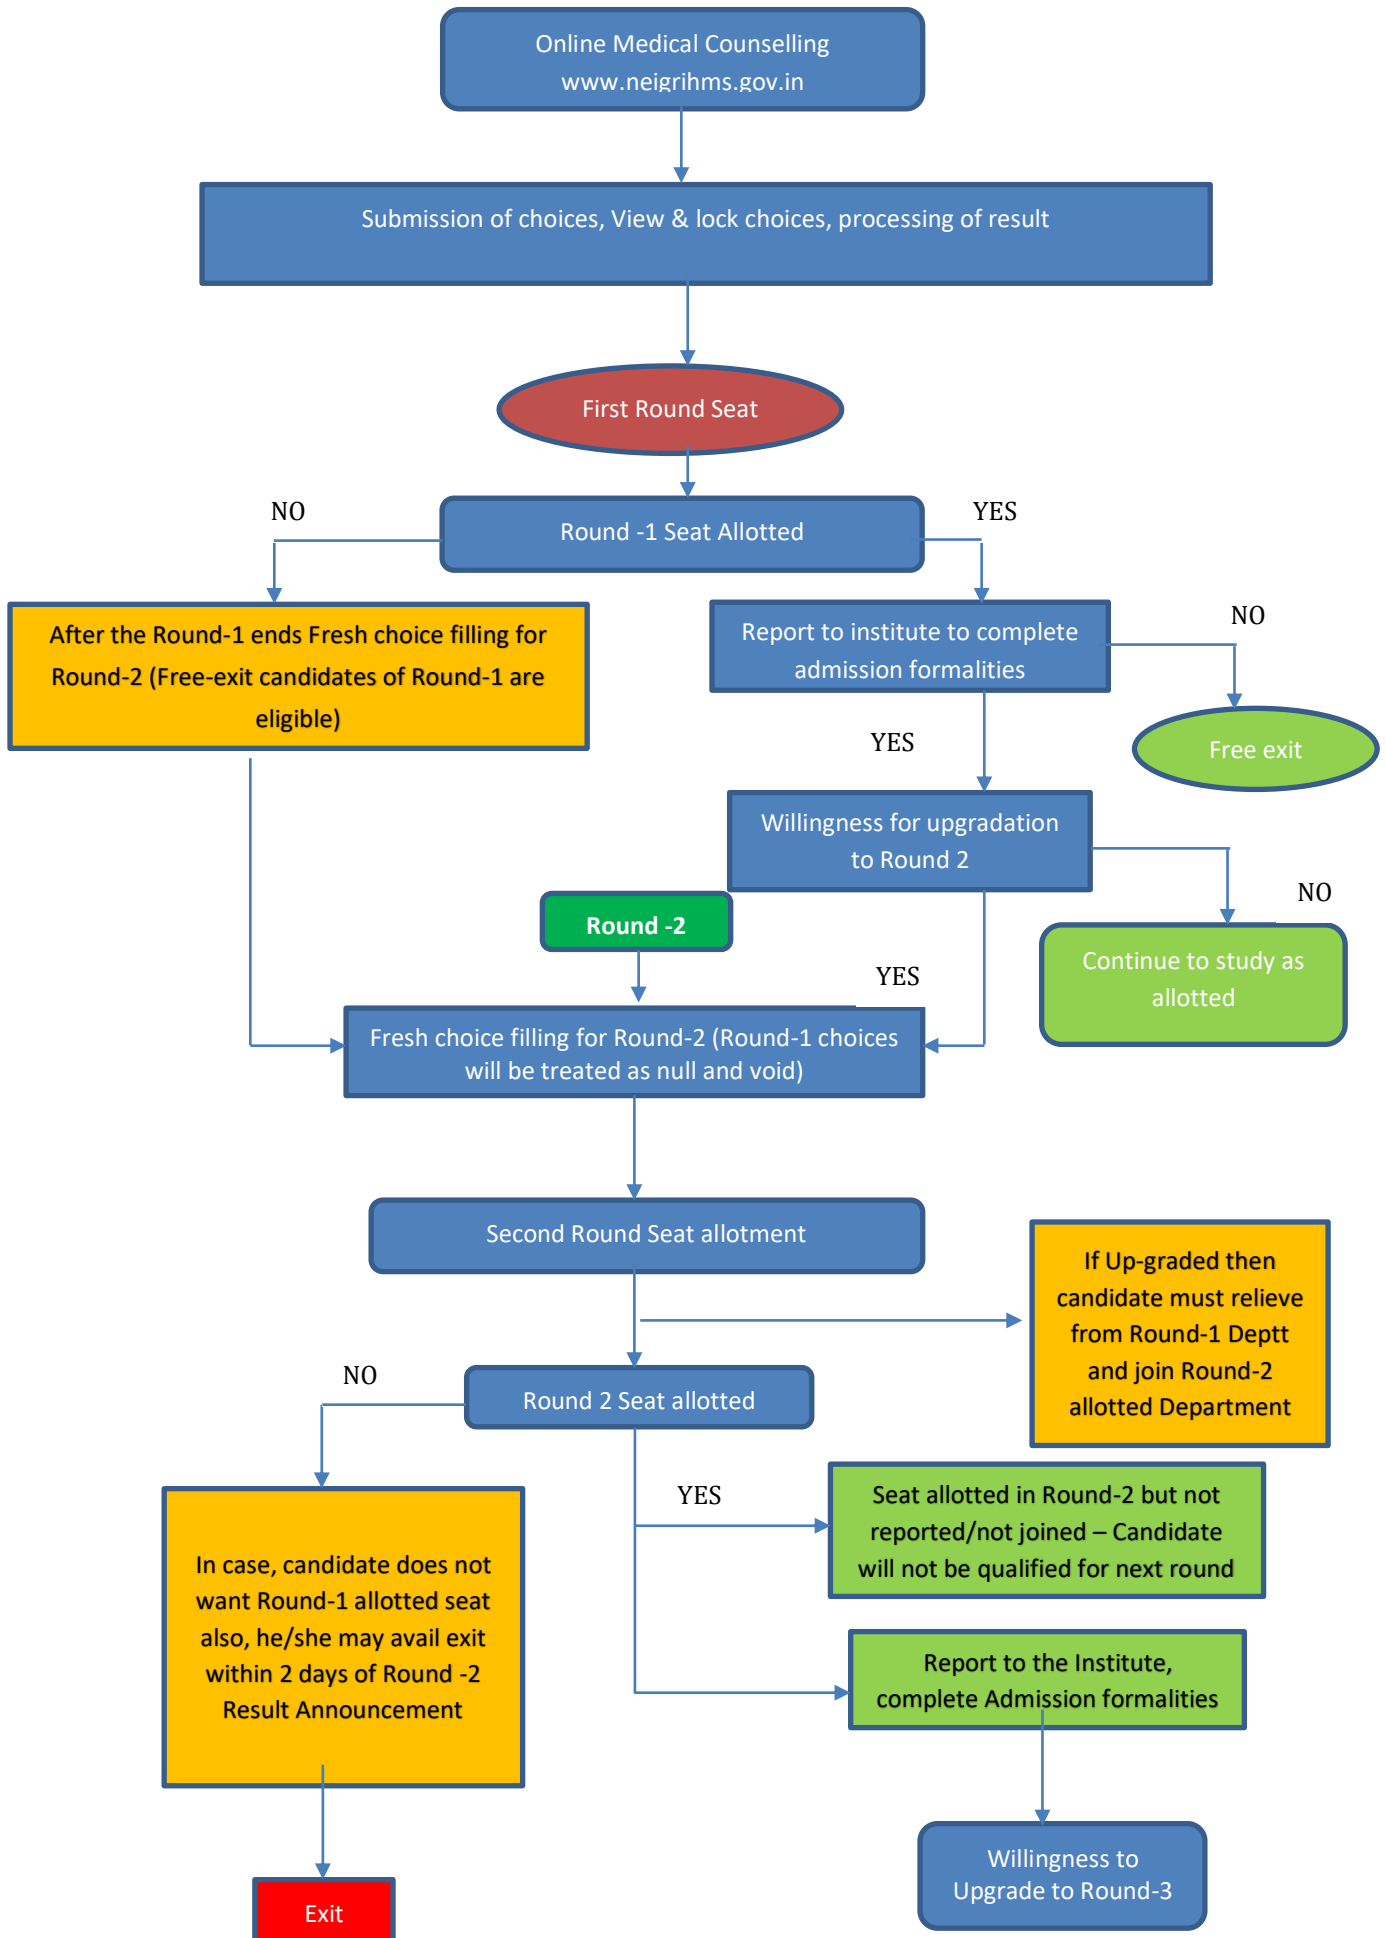 Online Medical Counselling
www.neigrihms.gov.in
Submission of choices, View & lock choices, processing of result
First Round Seat
NO
YES
Round -1 Seat Allotted
After the Round-1 ends Fresh choice filling for
Round-2 (Free-exit candidates of Round-1 are
eligible)
Report to institute to complete
admission formalities
NO
Free exit
YES
Willingness for upgradation
to Round 2
NO
Continue to study as
allotted
Round -2
YES
Fresh choice filling for Round-2 (Round-1 choices
will be treated as null and void)
Second Round Seat allotment
If Up-graded then
candidate must relieve
from Round-1 Deptt
and join Round-2
allotted Department
NO
Round 2 Seat allotted
YES
Seat allotted in Round-2 but not
reported/not joined – Candidate
will not be qualified for next round
In case, candidate does not
want Round-1 allotted seat
also, he/she may avail exit
within 2 days of Round -2
Result Announcement
Report to the Institute,
complete Admission formalities
Willingness to
Upgrade to Round-3
Exit